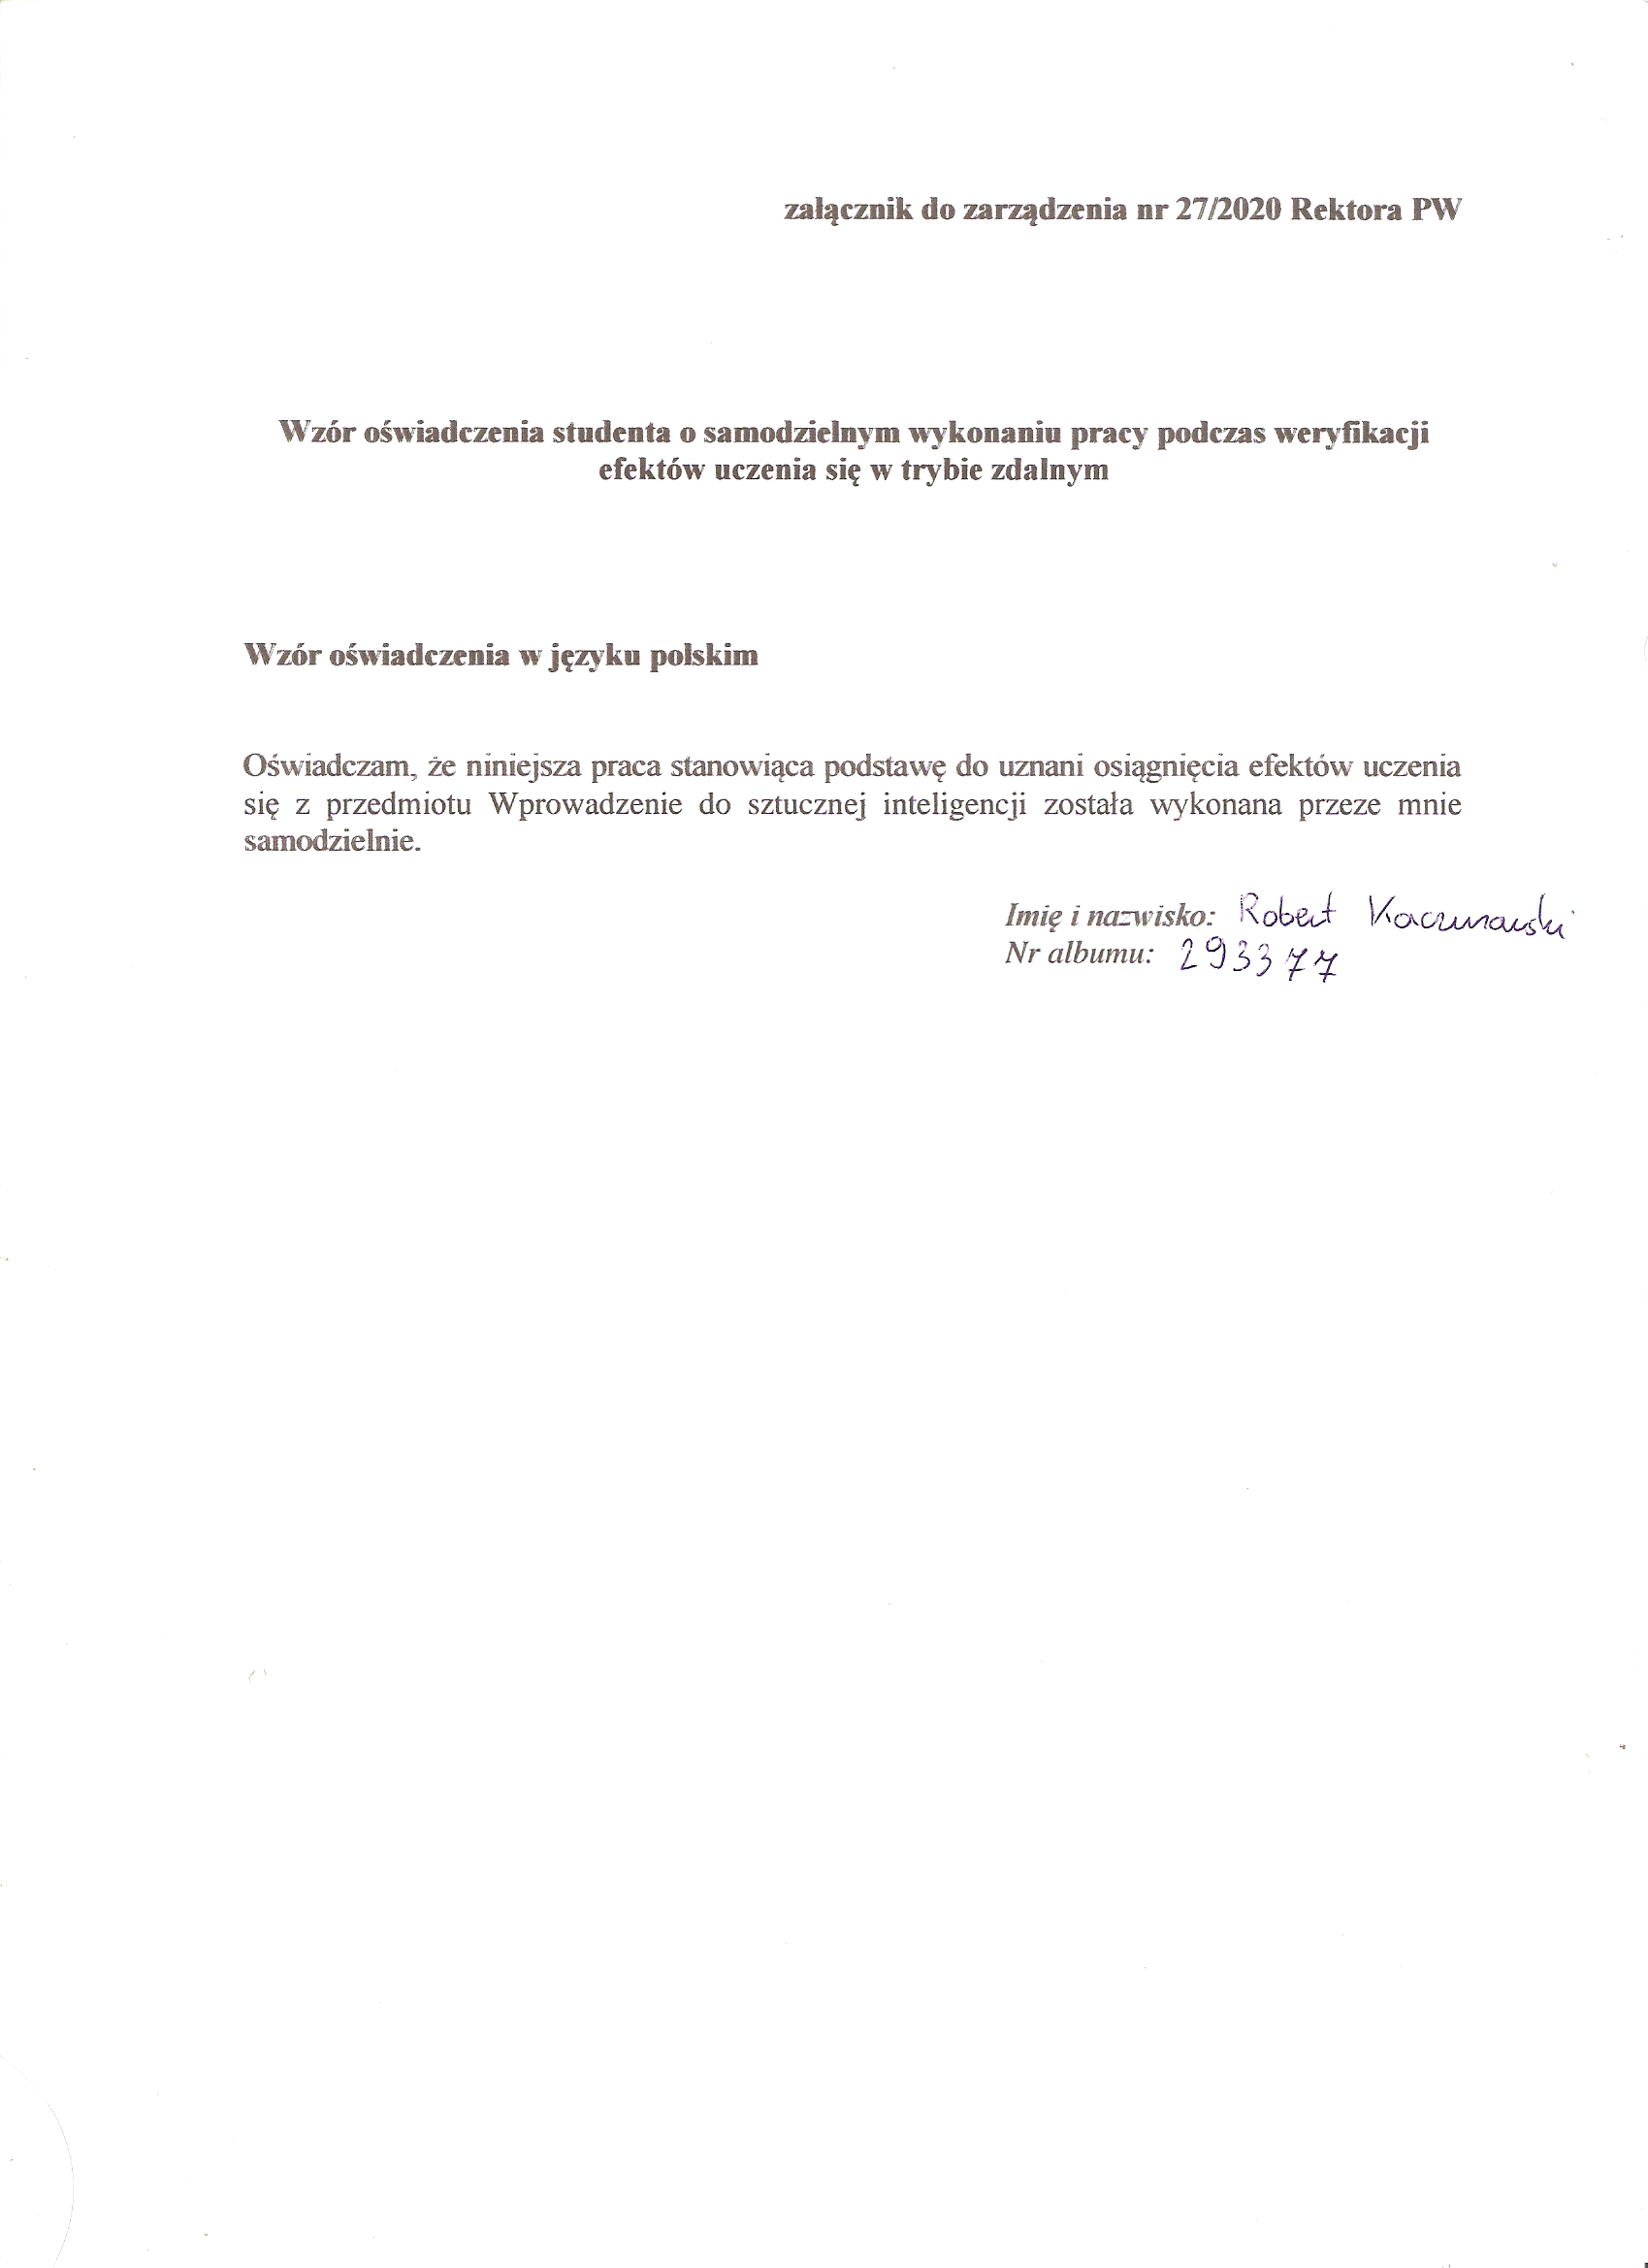 załącznik do zarządzenia nr 27/2020 Rektora PW
Wzór oświadczenia studenta o samodzielnym wykonaniu pracy podczas weryfikacji
efektów uczenia się w trybie zdalnym
Wzór oświadczenia w języku polskim
Oświadczam, że niniejsza praca stanowiąca podstawę do uznani osiągnięcia efektów uczenia
się z przedmiotu Wprowadzenie do sztucznej inteligencji została wykonana przeze mnie
samodzielnie.
Imię i nazwisko: Robert Kaczmarski
Nr albumu: 293377